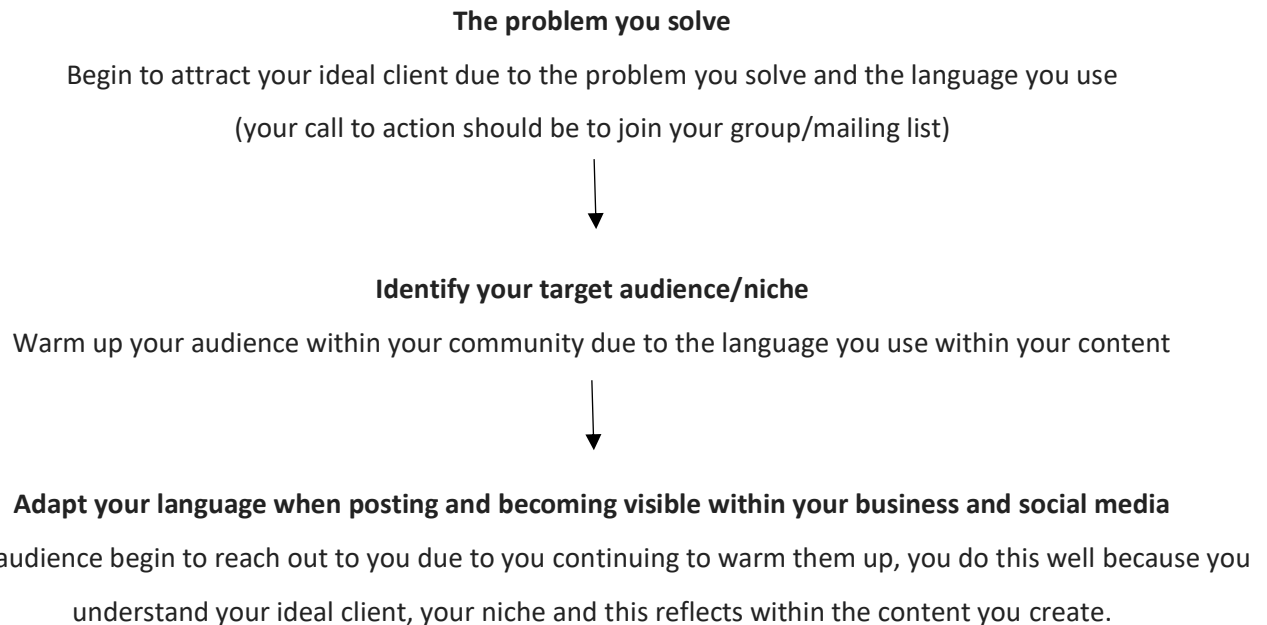 The problem you solve
Begin to attract your ideal client due to the problem you solve and the language you use
(your call to action should be to join your group/mailing list)
Identify your target audience/niche
Warm up your audience within your community due to the language you use within your content
Adapt your language when posting and becoming visible within your business and social media
audience begin to reach out to you due to you continuing to warm them up, you do this well because you
understand your ideal client, your niche and this reflects within the content you create.